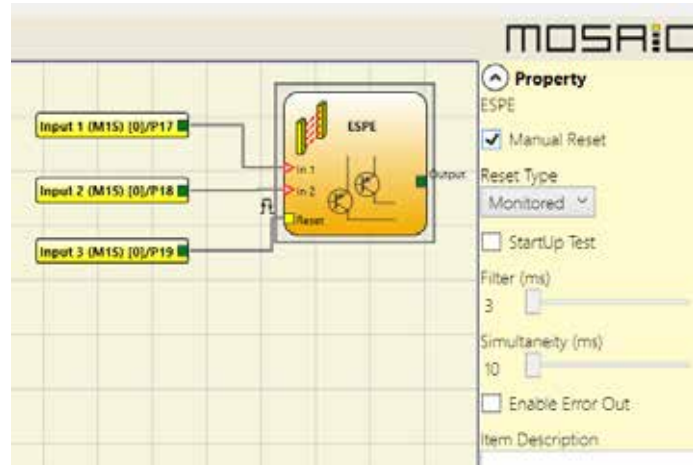 MOSAIC
Property
ESPE
Manual Reset
Reset Type
Monitored
StartUp Test
Filter (ms)
3
Simultaneity (ms)
10
Enable Error Out
Item Description
Input 1 (M1S) [0]/P17
Input 2 (M1S) [0]/P18
Input 3 (M1S) [0]/P19
ESPE
In 1
In 2
Reset
Output